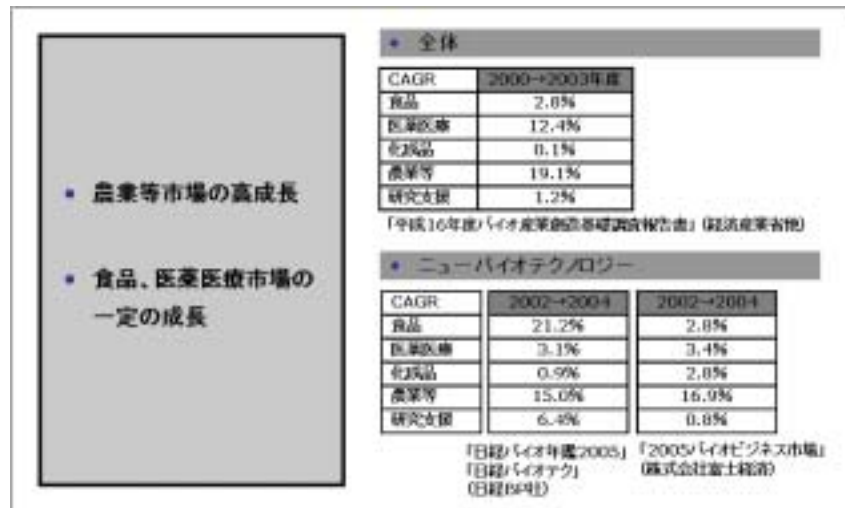 • 農業等市場の高成長
• 食品、医薬医療市場の
一定の成長
• 全体
CAGR 2000→2003年度
食品 2.8%
医薬医療 12.4%
化成品 0.1%
農業等 19.1%
研究支援 1.2%
「平成16年度バイオ産業創造基礎調査報告書」(経済産業省他)
• ニューバイオテクノロジー
CAGR 2002→2004 2002→2004
食品 21.2% 2.8%
医薬医療 3.1% 3.4%
化成品 0.9% 2.8%
農業等 15.0% 16.9%
研究支援 6.4% 0.8%
「日経バイオ年鑑2005」
「日経バイオテク」
(日経BP社)
「2005バイオビジネス市場」
(株式会社富士経済)